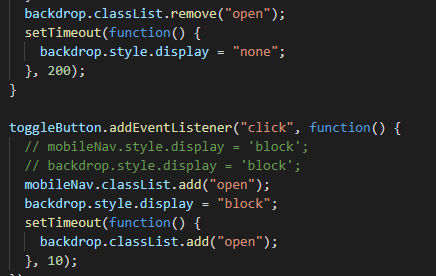 backdrop.classList.remove("open");
setTimeout(function() {
backdrop.style.display = "none";
}, 200);
}
toggleButton.addEventListener("click", function() {
// mobileNav.style.display = 'block';
// backdrop.style.display = 'block';
mobileNav.classList.add("open");
backdrop.style.display = "block";
setTimeout(function() {
backdrop.classList.add("open");
}, 10);